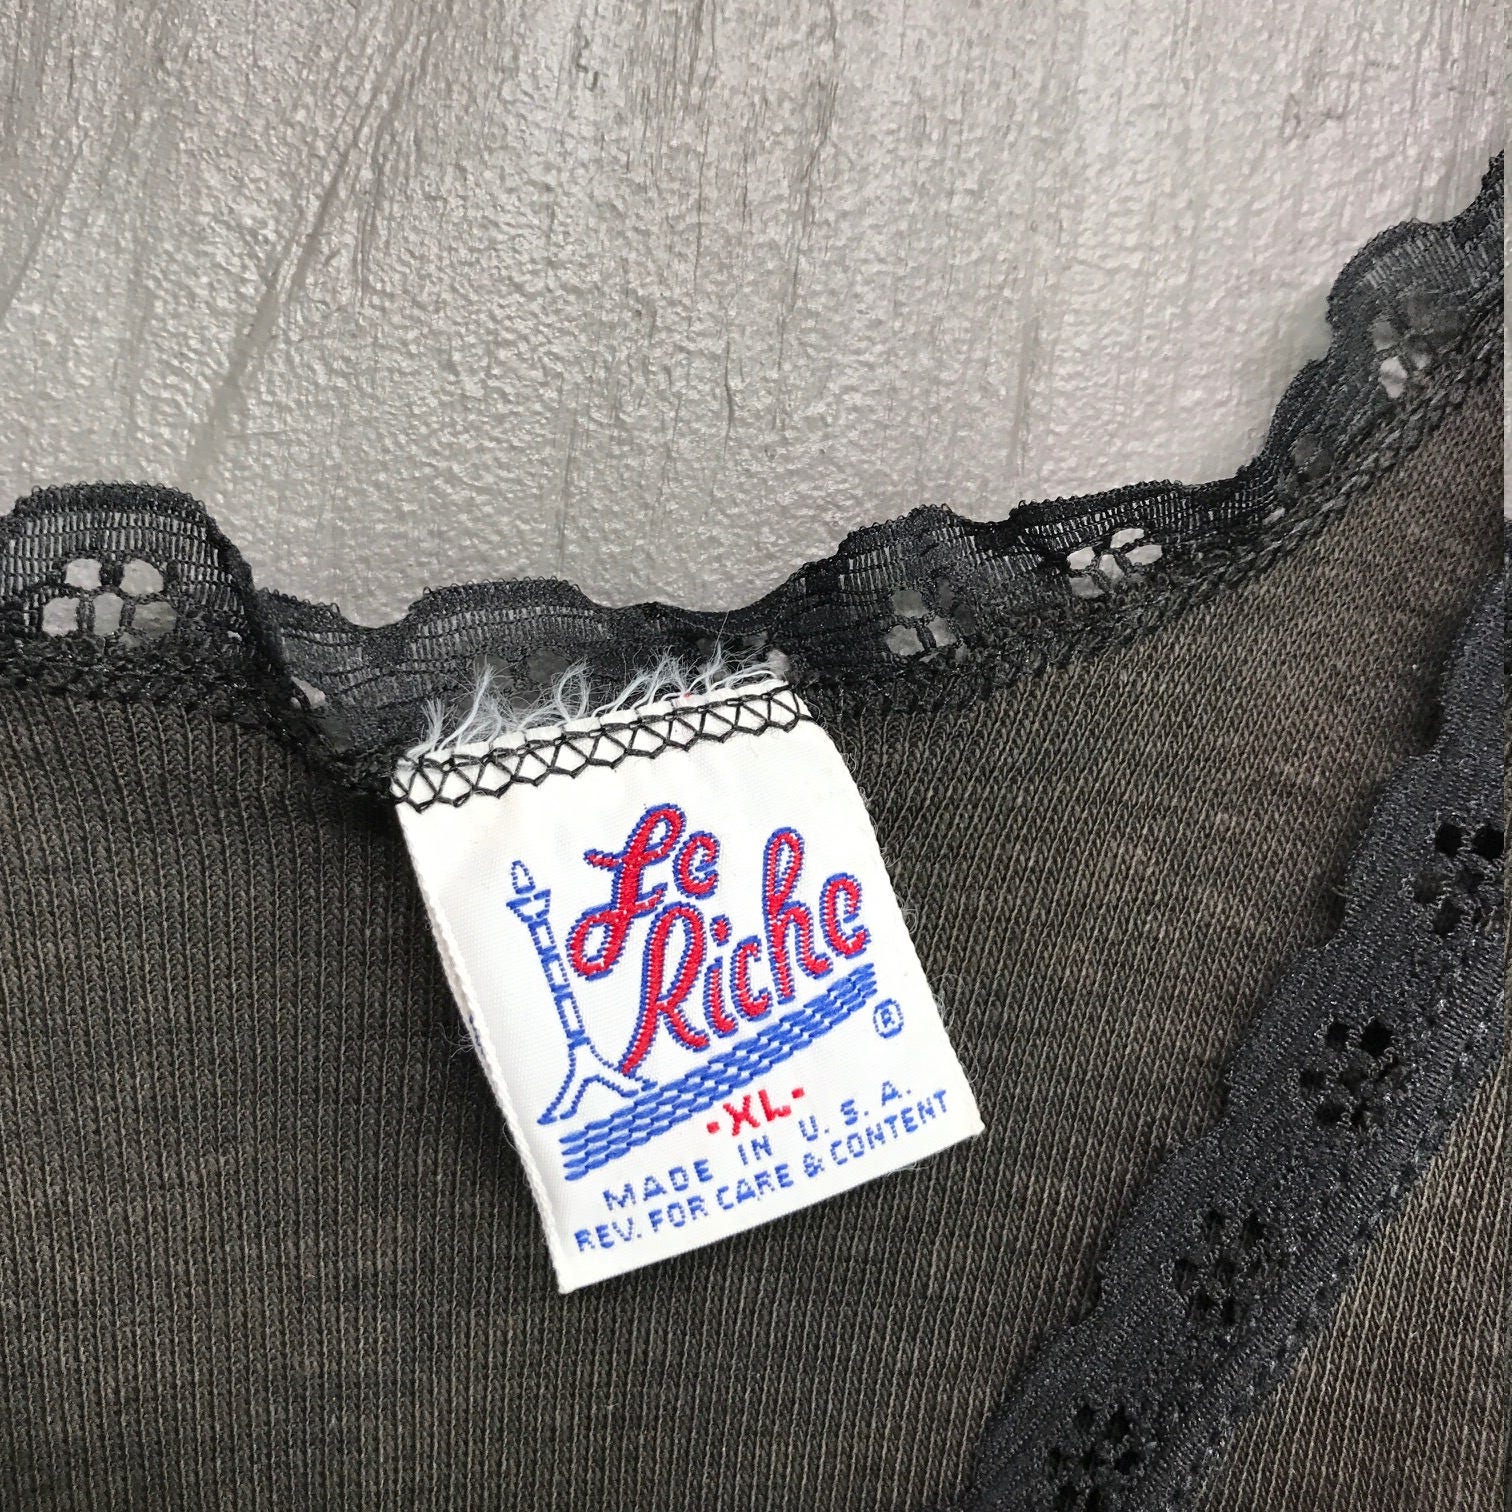 Le
Riche
®
-XL-
MADE IN U.S.A.
REV. FOR CARE & CONTENT